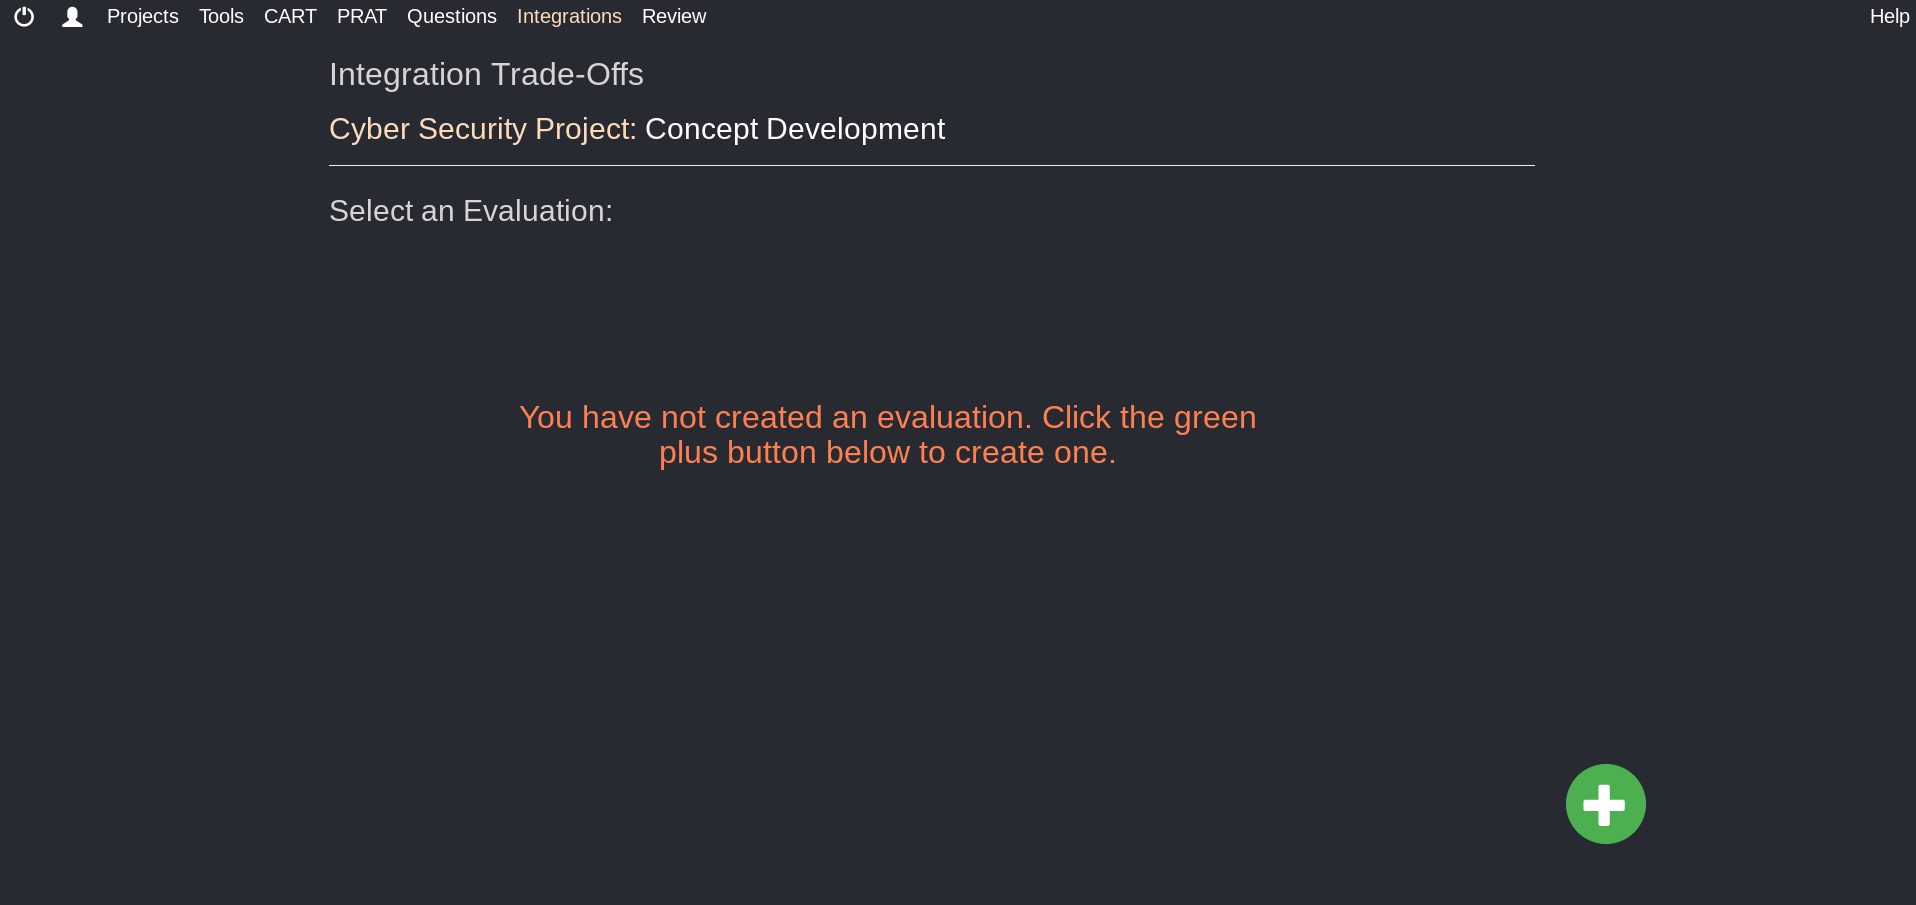 Projects Tools CART PRAT Questions Integrations Review Help
Integration Trade-Offs
Cyber Security Project: Concept Development
Select an Evaluation:
You have not created an evaluation. Click the green
plus button below to create one.